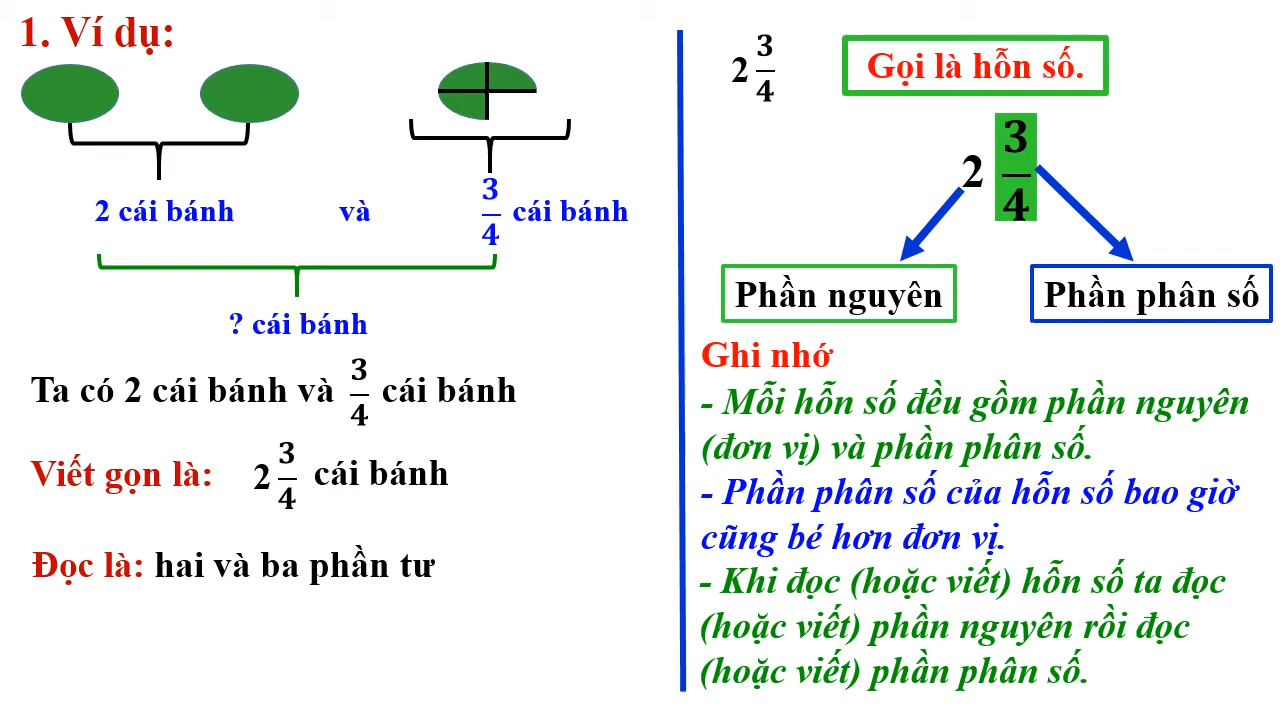 1. Ví dụ:
2 cái bánh và 3/4 cái bánh
? cái bánh
Ta có 2 cái bánh và 3/4 cái bánh
Viết gọn là: 2 3/4 cái bánh
Đọc là: hai và ba phần tư
2 3/4 Gọi là hỗn số.
2 3/4
Phần nguyên Phần phân số
Ghi nhớ
- Mỗi hỗn số đều gồm phần nguyên
(đơn vị) và phần phân số.
- Phần phân số của hỗn số bao giờ
cũng bé hơn đơn vị.
- Khi đọc (hoặc viết) hỗn số ta đọc
(hoặc viết) phần nguyên rồi đọc
(hoặc viết) phần phân số.